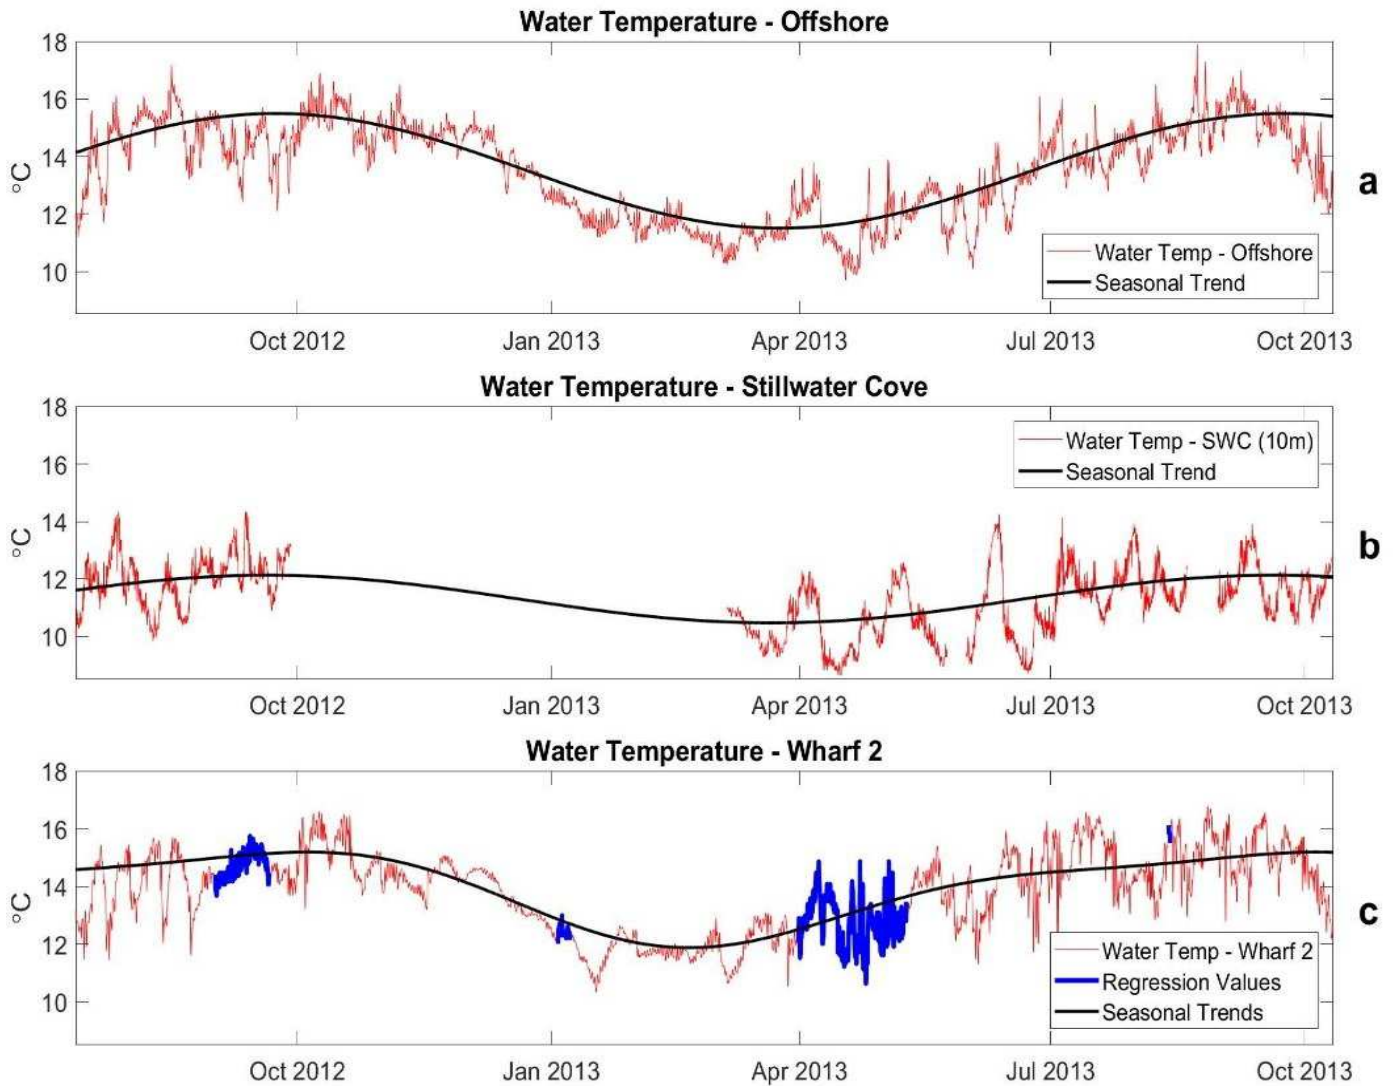 Water Temperature - Offshore
18
16
14
12
10
°C
a
Water Temp - Offshore
Seasonal Trend
Oct 2012 Jan 2013 Apr 2013 Jul 2013 Oct 2013
Water Temperature - Stillwater Cove
18
16
14
12
10
°C
b
Water Temp - SWC (10m)
Seasonal Trend
Oct 2012 Jan 2013 Apr 2013 Jul 2013 Oct 2013
Water Temperature - Wharf 2
18
16
14
12
10
°C
c
Water Temp - Wharf 2
Regression Values
Seasonal Trends
Oct 2012 Jan 2013 Apr 2013 Jul 2013 Oct 2013